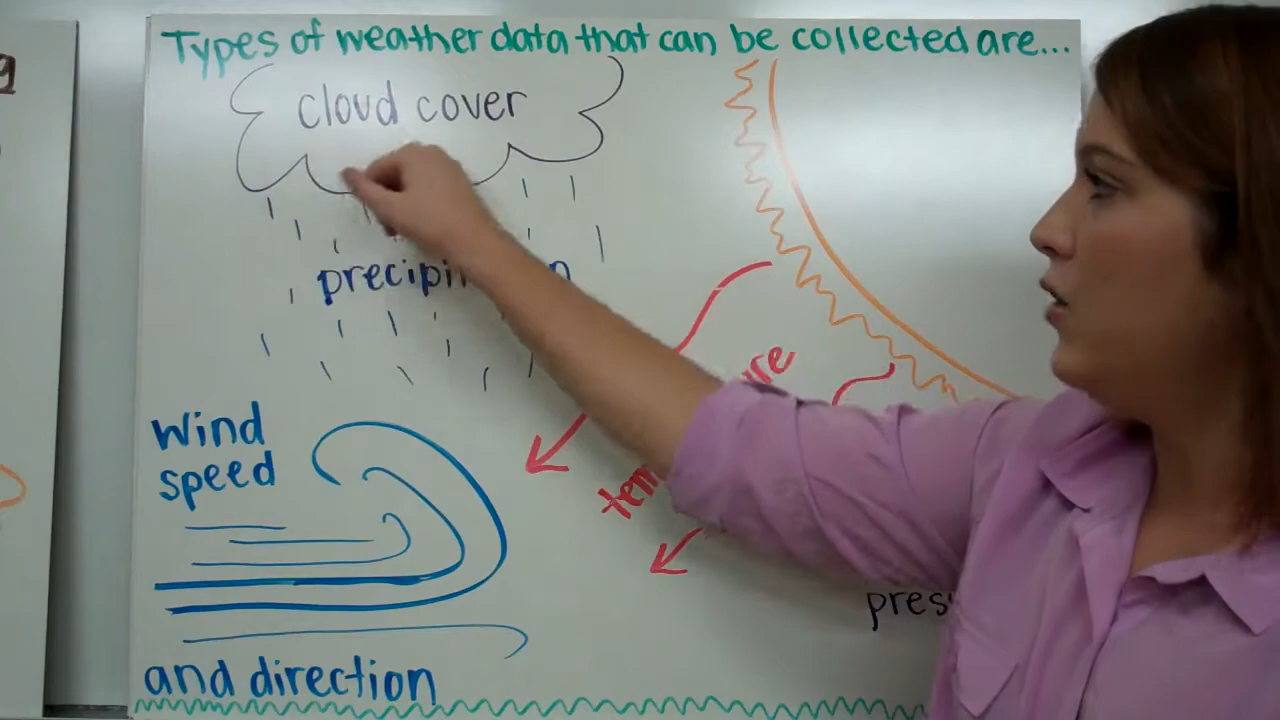 Types of weather data that can be collected are...
cloud cover
Wind
speed
and direction